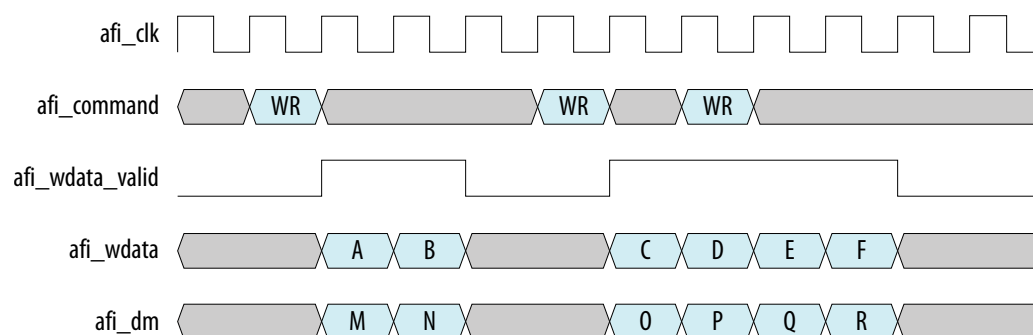 afi_clk
afi_command WR WR WR
afi_wdata_valid
afi_wdata A B C D E F
afi_dm M N O P Q R